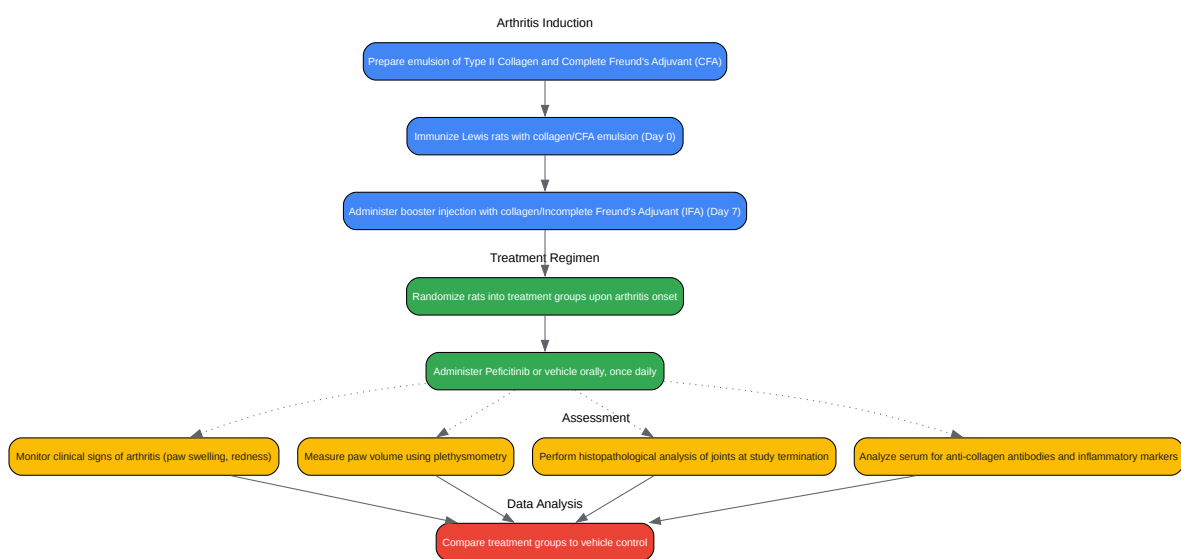 Arthritis Induction
Prepare emulsion of Type II Collagen and Complete Freund's Adjuvant (CFA)
Immunize Lewis rats with collagen/CFA emulsion (Day 0)
Administer booster injection with collagen/Incomplete Freund's Adjuvant (IFA) (Day 7)
Treatment Regimen
Randomize rats into treatment groups upon arthritis onset
Administer Peficitinib or vehicle orally, once daily
Assessment
Monitor clinical signs of arthritis (paw swelling, redness)
Measure paw volume using plethysmometry
Perform histopathological analysis of joints at study termination
Analyze serum for anti-collagen antibodies and inflammatory markers
Data Analysis
Compare treatment groups to vehicle control